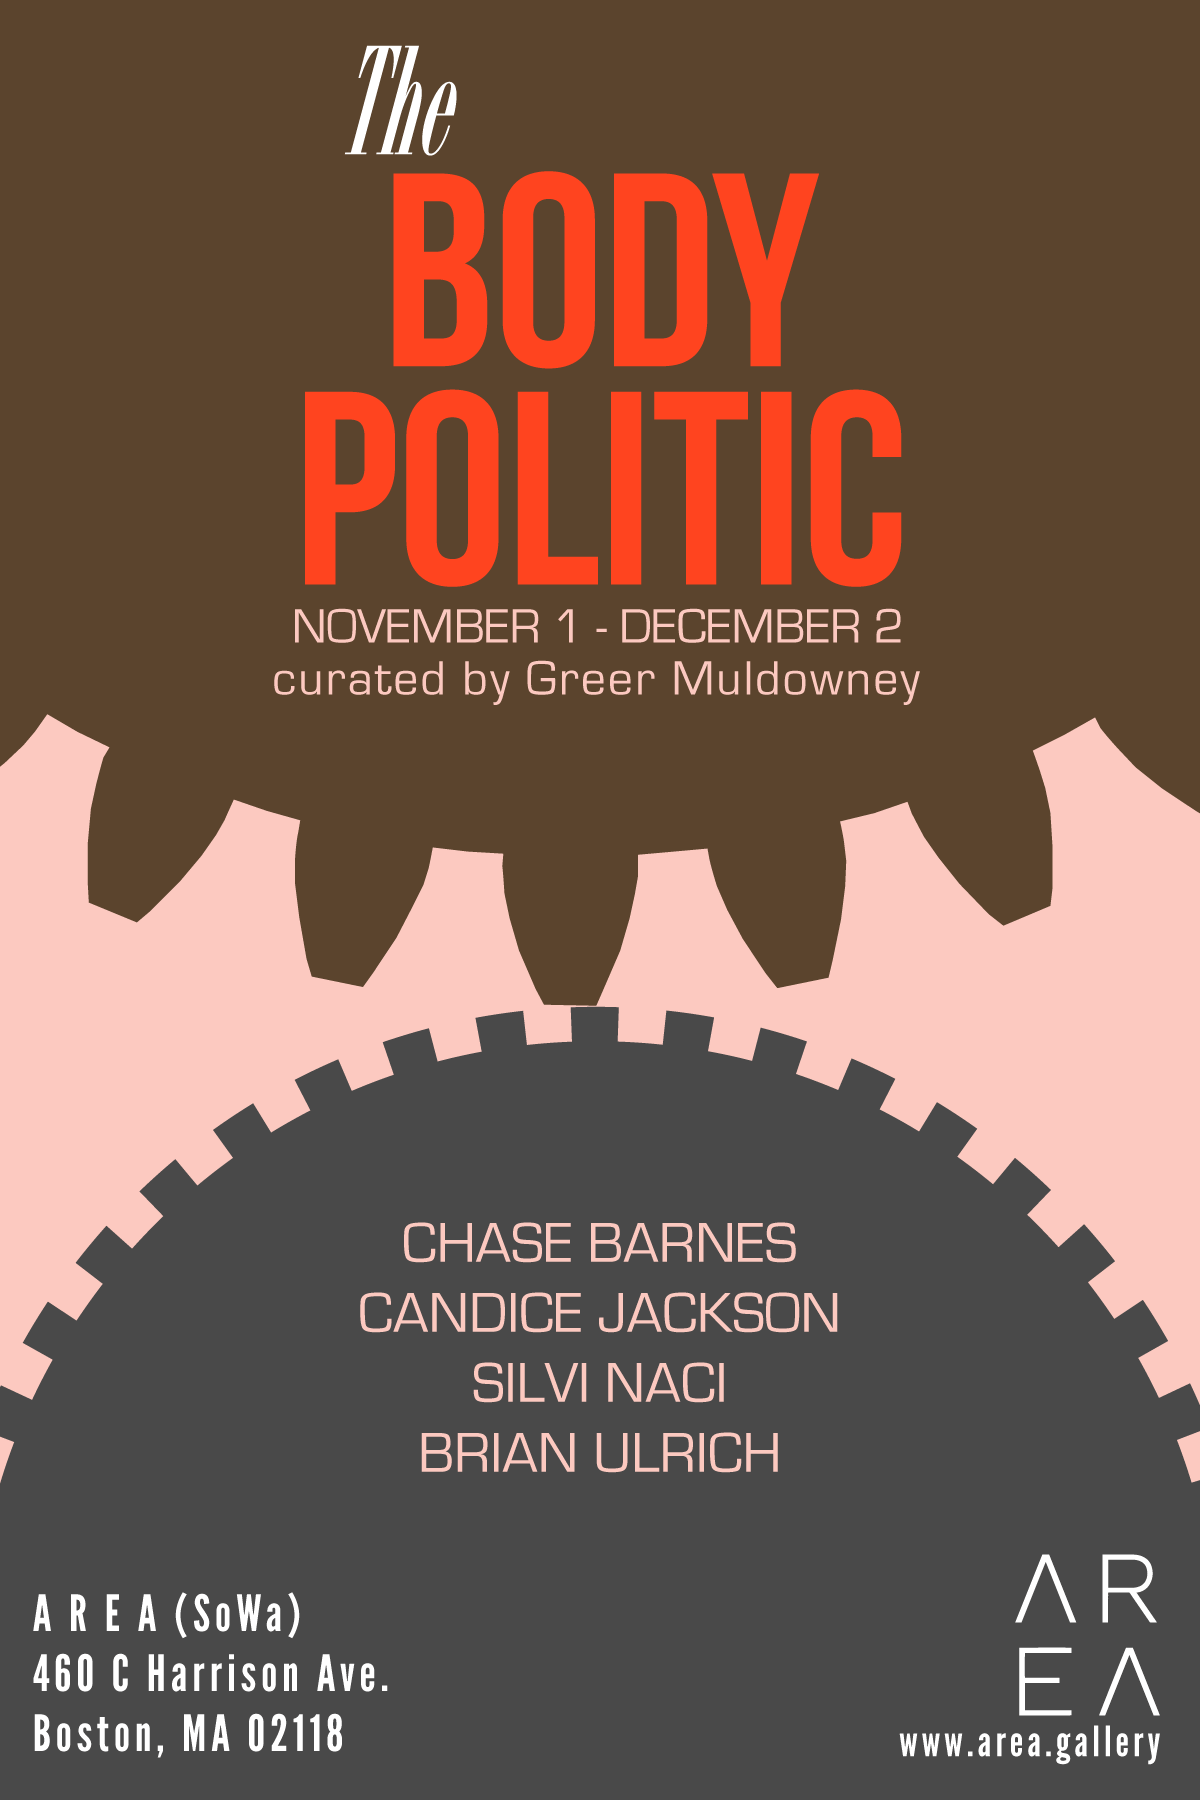 The
BODY
POLITIC
NOVEMBER 1 - DECEMBER 2
curated by Greer Muldowney
CHASE BARNES
CANDICE JACKSON
SILVI NACI
BRIAN ULRICH
A R E A (SoWa)
460 C Harrison Ave.
Boston, MA 02118
AR
EA
www.area.gallery